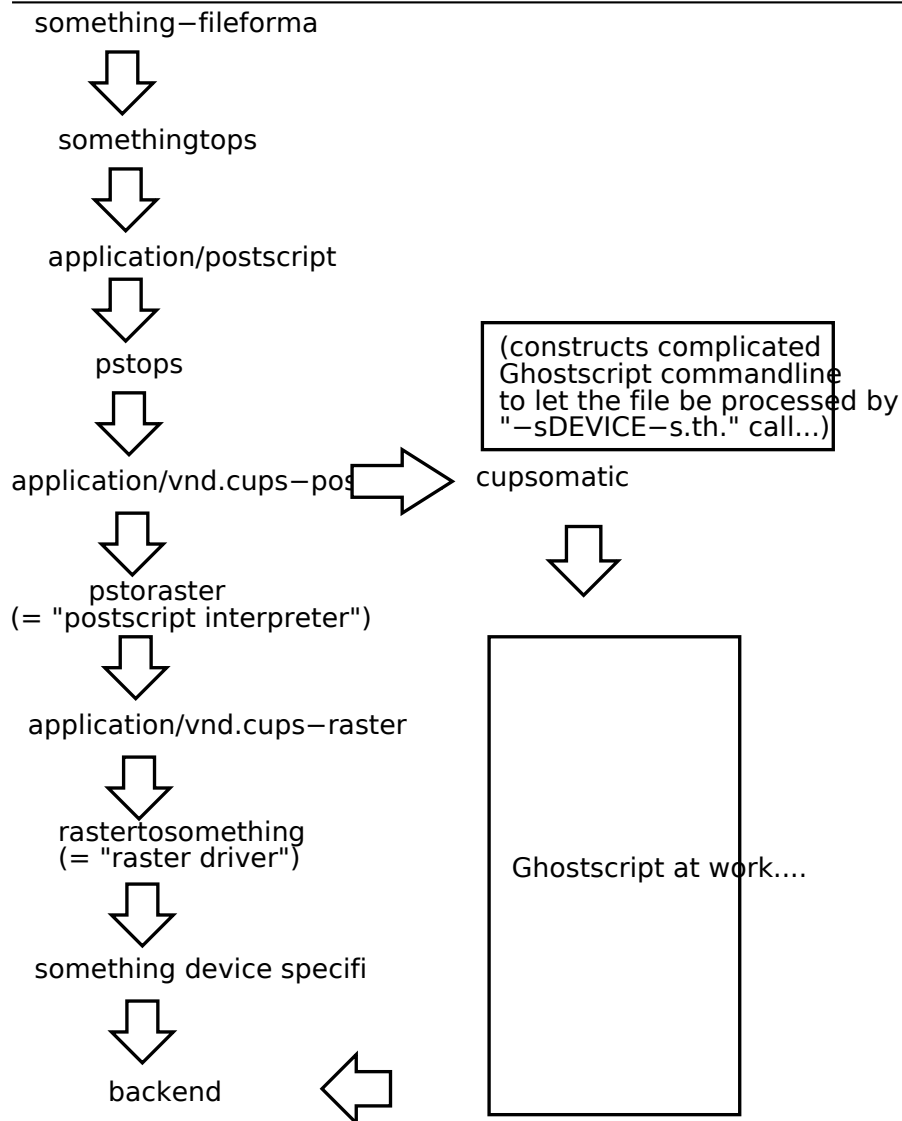 something−fileforma
somethingtops
application/postscript
pstops
(constructs complicated
Ghostscript commandline
to let the file be processed by
"−sDEVICE−s.th." call...)
application/vnd.cups−pos
cupsomatic
pstoraster
(= "postscript interpreter")
application/vnd.cups−raster
rastertosomething
(= "raster driver")
Ghostscript at work....
something device specifi
backend